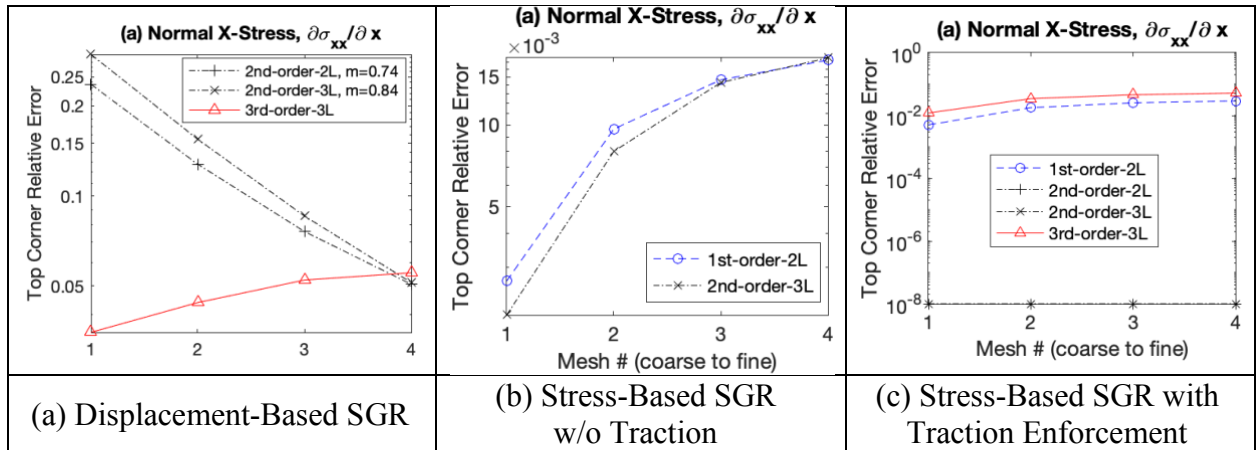 (a) Normal X-Stress, ∂σxx/∂ x
Top Corner Relative Error
0.25
0.2
0.15
0.1
0.05
2nd-order-2L, m=0.74
2nd-order-3L, m=0.84
3rd-order-3L
1 2 3 4
(a) Displacement-Based SGR
(a) Normal X-Stress, ∂σxx/∂ x
×10-3
Top Corner Relative Error
15
10
5
1st-order-2L
2nd-order-3L
1 2 3 4
Mesh # (coarse to fine)
(b) Stress-Based SGR
w/o Traction
(a) Normal X-Stress, ∂σxx/∂ x
Top Corner Relative Error
100
10-2
10-4
10-6
10-8
1st-order-2L
2nd-order-2L
2nd-order-3L
3rd-order-3L
1 2 3 4
Mesh # (coarse to fine)
(c) Stress-Based SGR with
Traction Enforcement